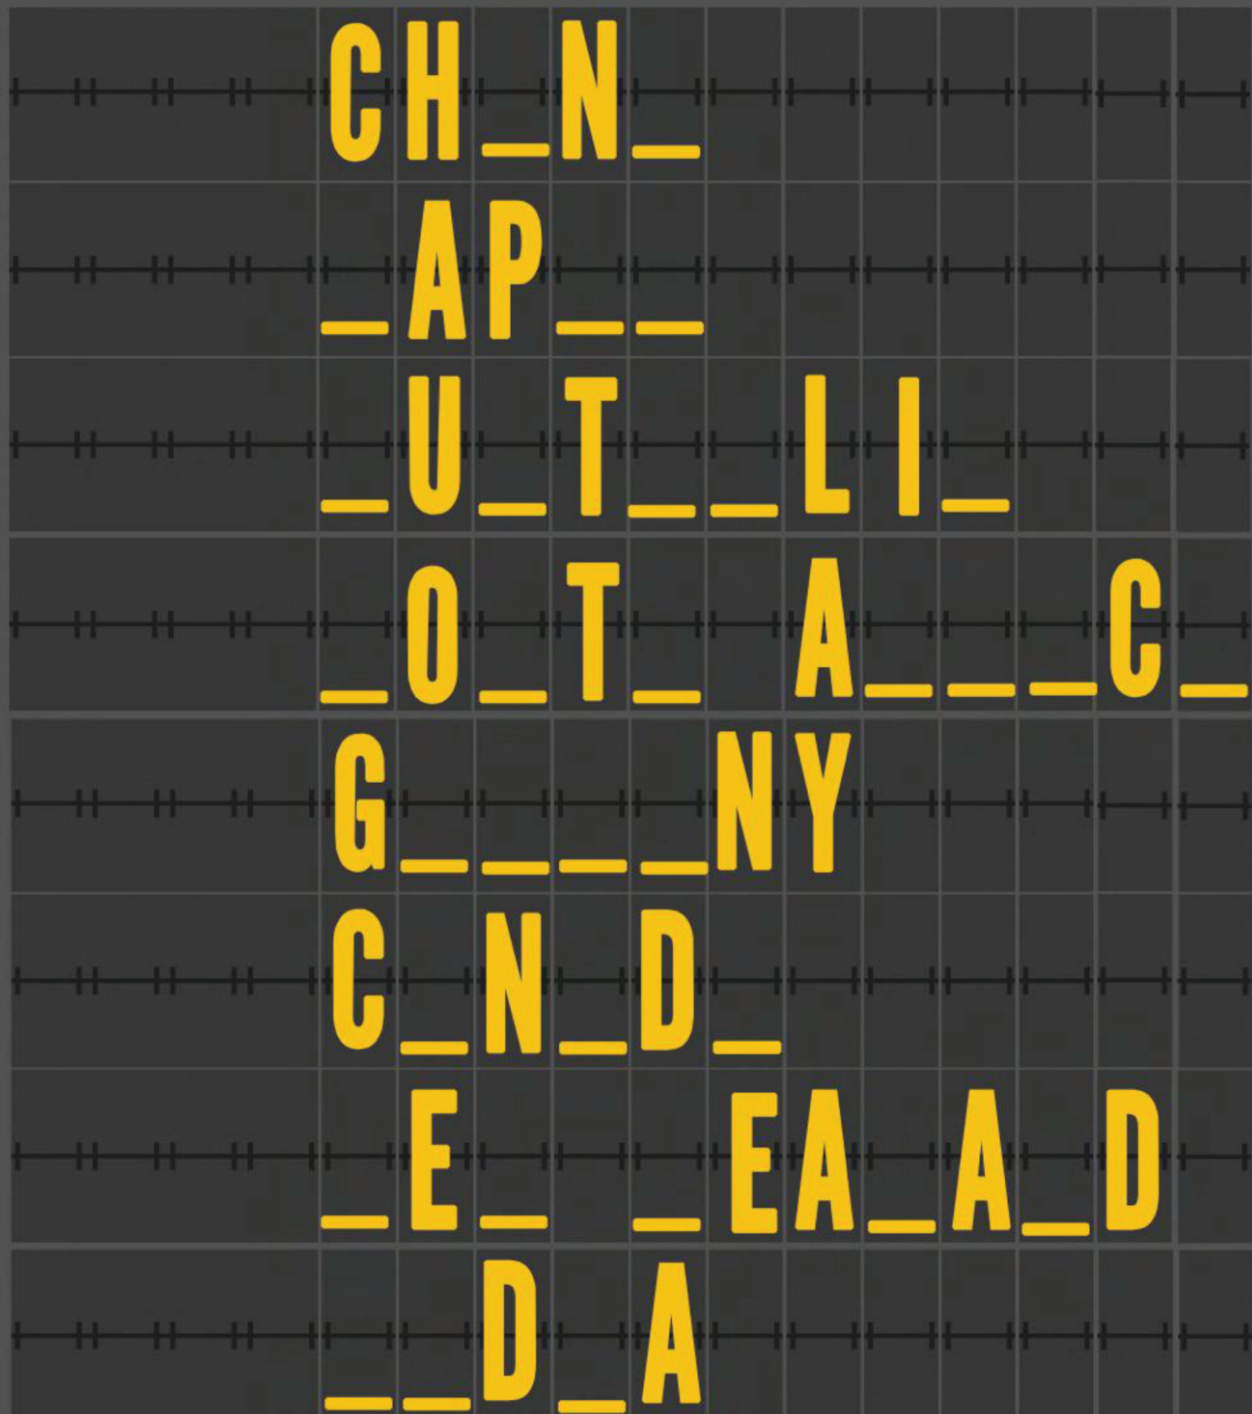 CH_N_
_AP__
_U_T__LI_
_O_T_ A___C_
G____NY
C_N_D_
_E_ _EA_A_D
__D_A